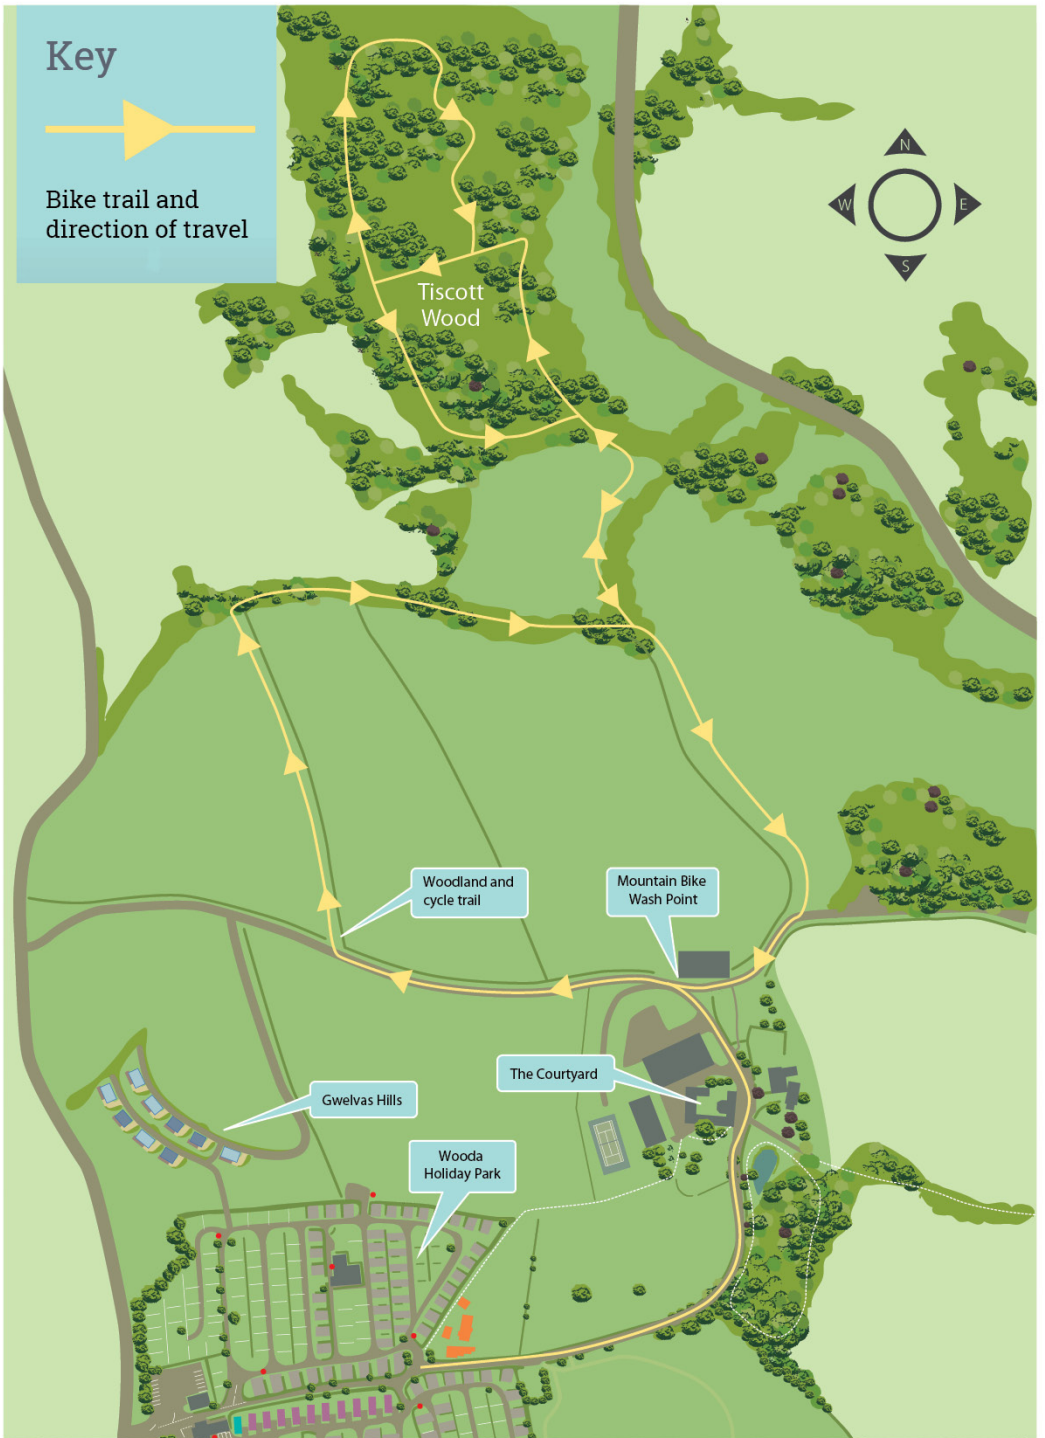 Key
Bike trail and
direction of travel
N
W
E
S
Tiscott
Wood
Woodland and
cycle trail
Mountain Bike
Wash Point
The Courtyard
Gwelvas Hills
Wooda
Holiday Park